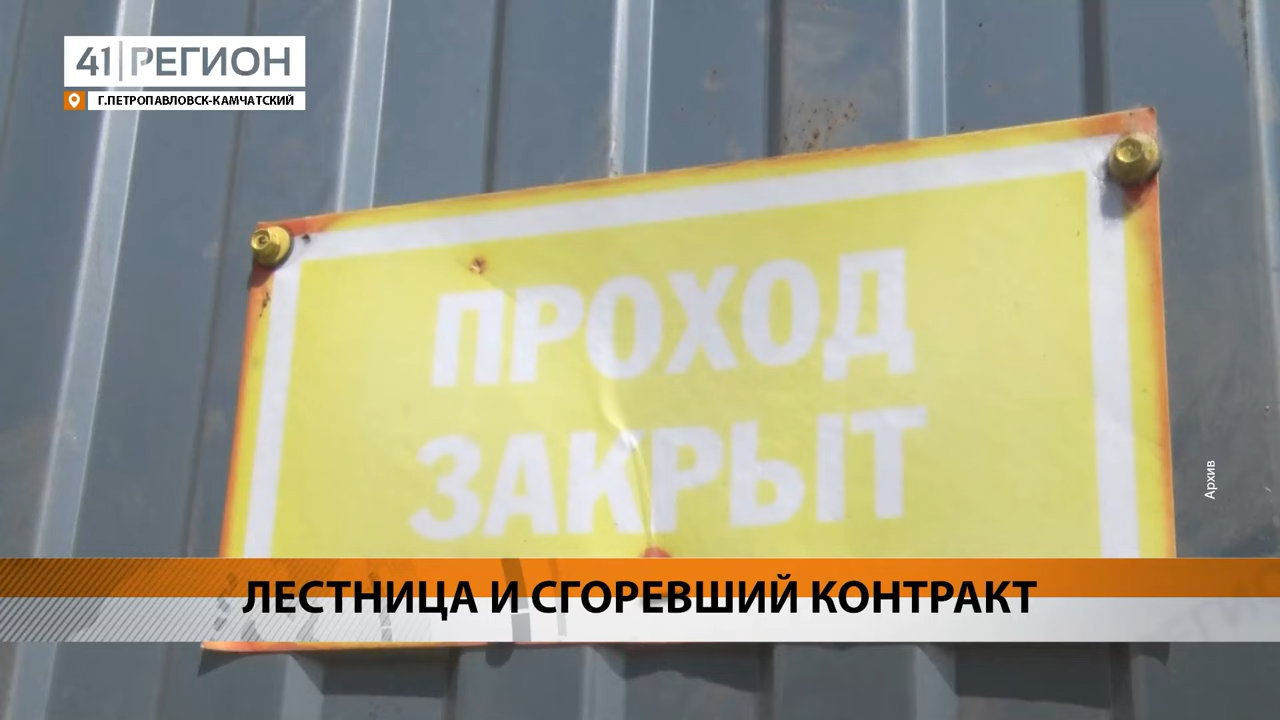 41 РЕГИОН
Г.ПЕТРОПАВЛОВСК-КАМЧАТСКИЙ
ПРОХОД
ЗАКРЫТ
Архив
ЛЕСТНИЦА И СГОРЕВШИЙ КОНТРАКТ